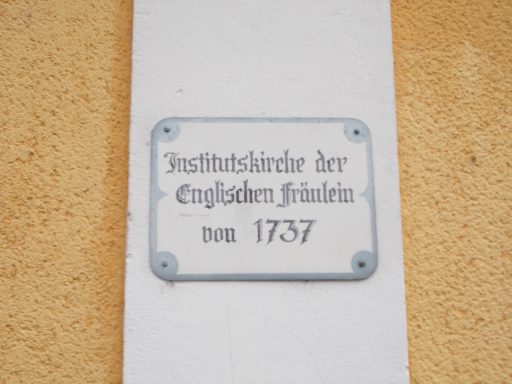 Institutskirche der
Englischen Fräulein
von 1737